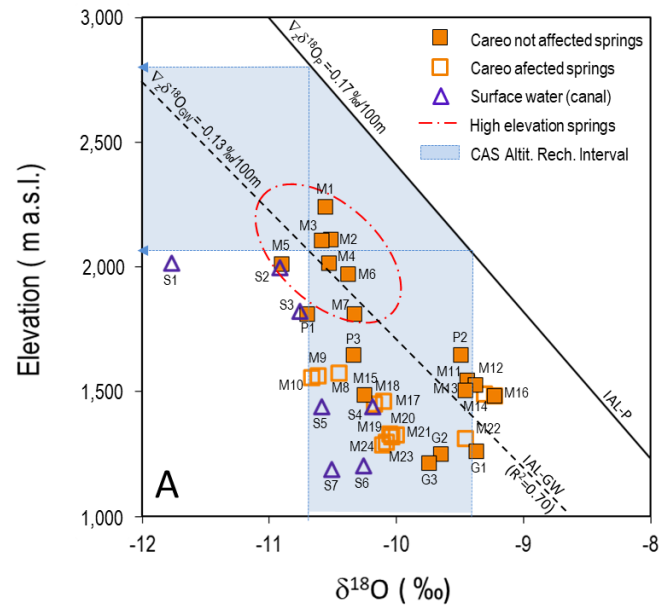 3,000
2,500
2,000
1,500
1,000
Elevation ( m a.s.l.)
-12
-11
-10
-9
-8
δ18O ( ‰)
Careo not affected springs
Careo afected springs
Surface water (canal)
High elevation springs
CAS Altit. Rech. Interval
∇zδ18OP=-0.17‰/100m
∇zδ18OGW=-0.13‰/100m
IAL-P
IAL-GW
(R²=0.70)
A
M1
M3
M2
M5
M4
S2
M6
S1
S3
M7
P1
P3
P2
M9
M12
M11
M10
M8
M13
M15
M18
M16
M17
M14
S5
S4
M20
M19
M21
M22
M24
M23
G2
G1
G3
S7
S6